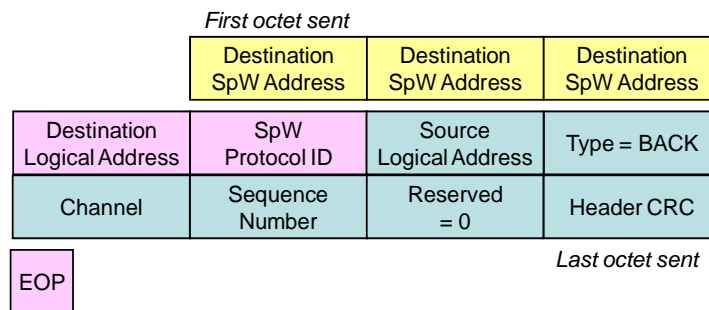 First octet sent
Destination
SpW Address
Destination
SpW Address
Destination
SpW Address
Destination
Logical Address
SpW
Protocol ID
Source
Logical Address
Type = BACK
Channel
Sequence
Number
Reserved
= 0
Header CRC
Last octet sent
EOP